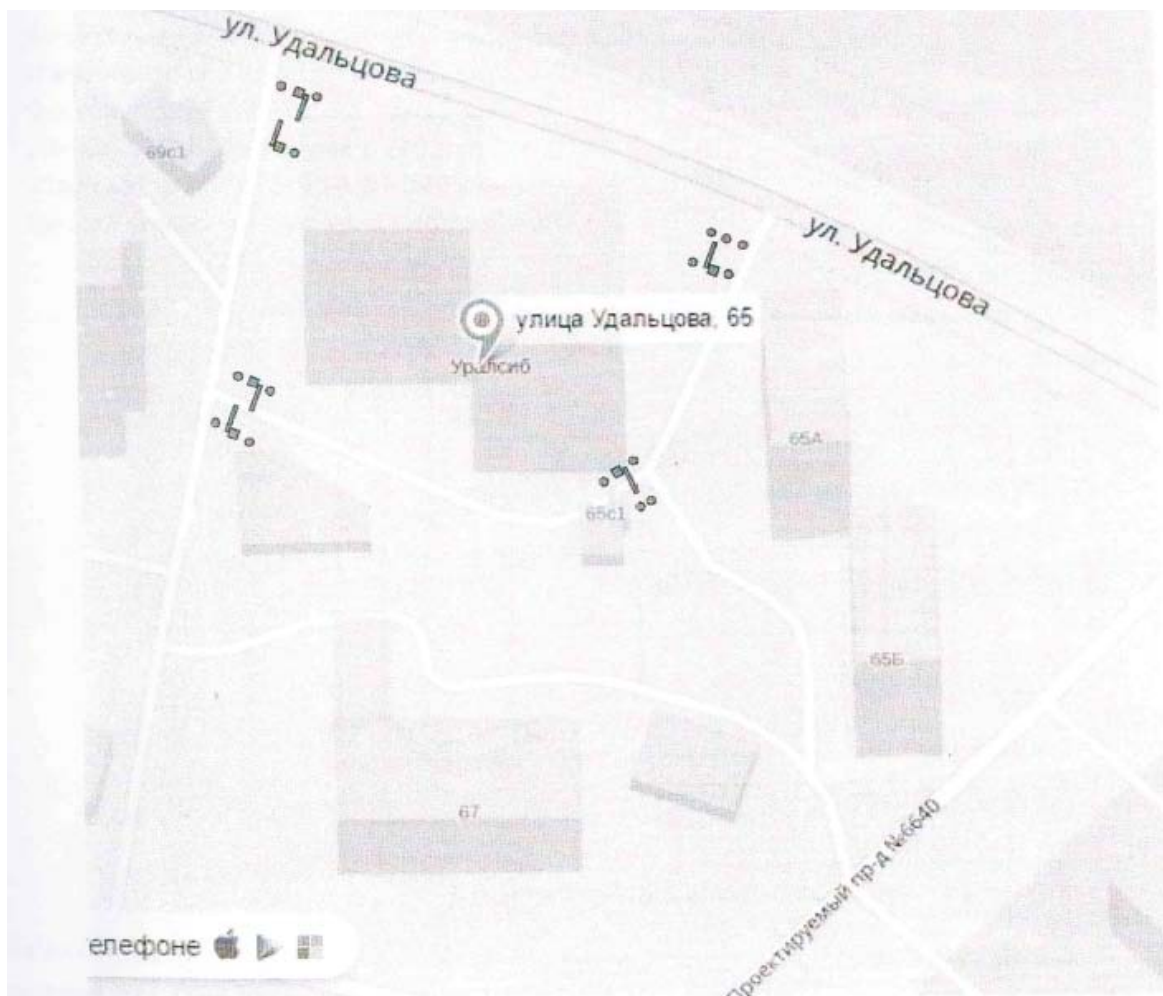 ул. Удальцова
69с1
ул. Удальцова
улица Удальцова, 65
Уралсиб
65А
65с1
65Б
67
Проектируемый пр-д №6640
елефоне